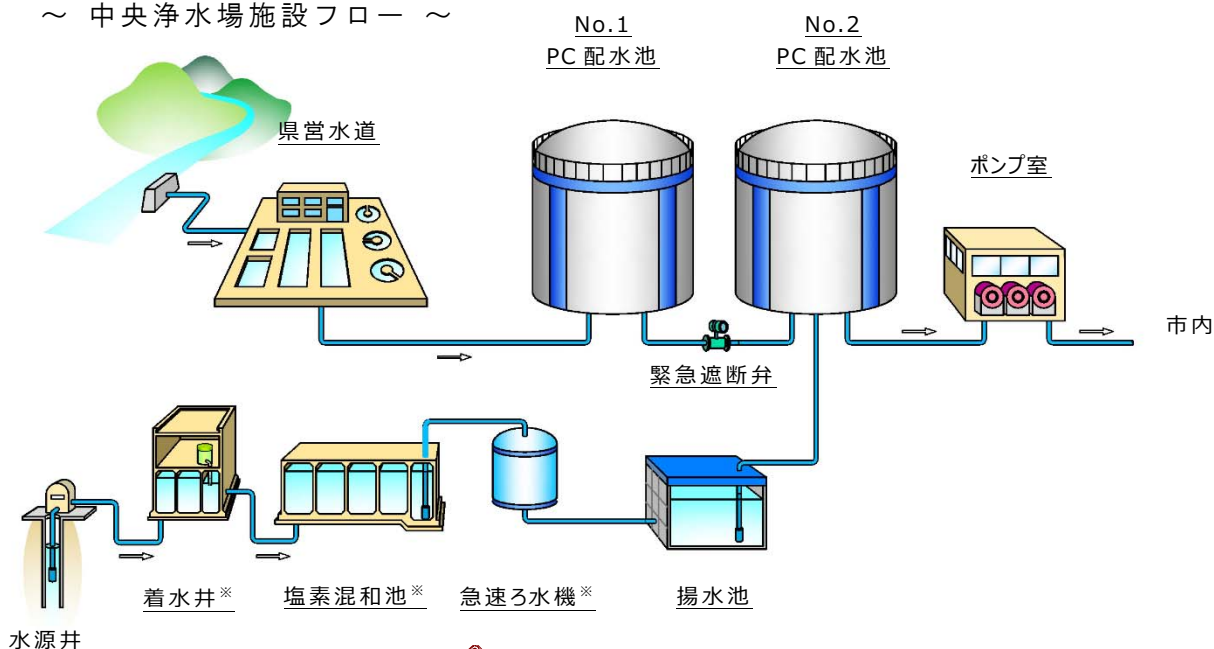 ～ 中央浄水場施設フロー ～
No.1
PC配水池
No.2
PC配水池
県営水道
ポンプ室
市内
緊急遮断弁
着水井※
塩素混和池※
急速ろ水機※
揚水池
水源井